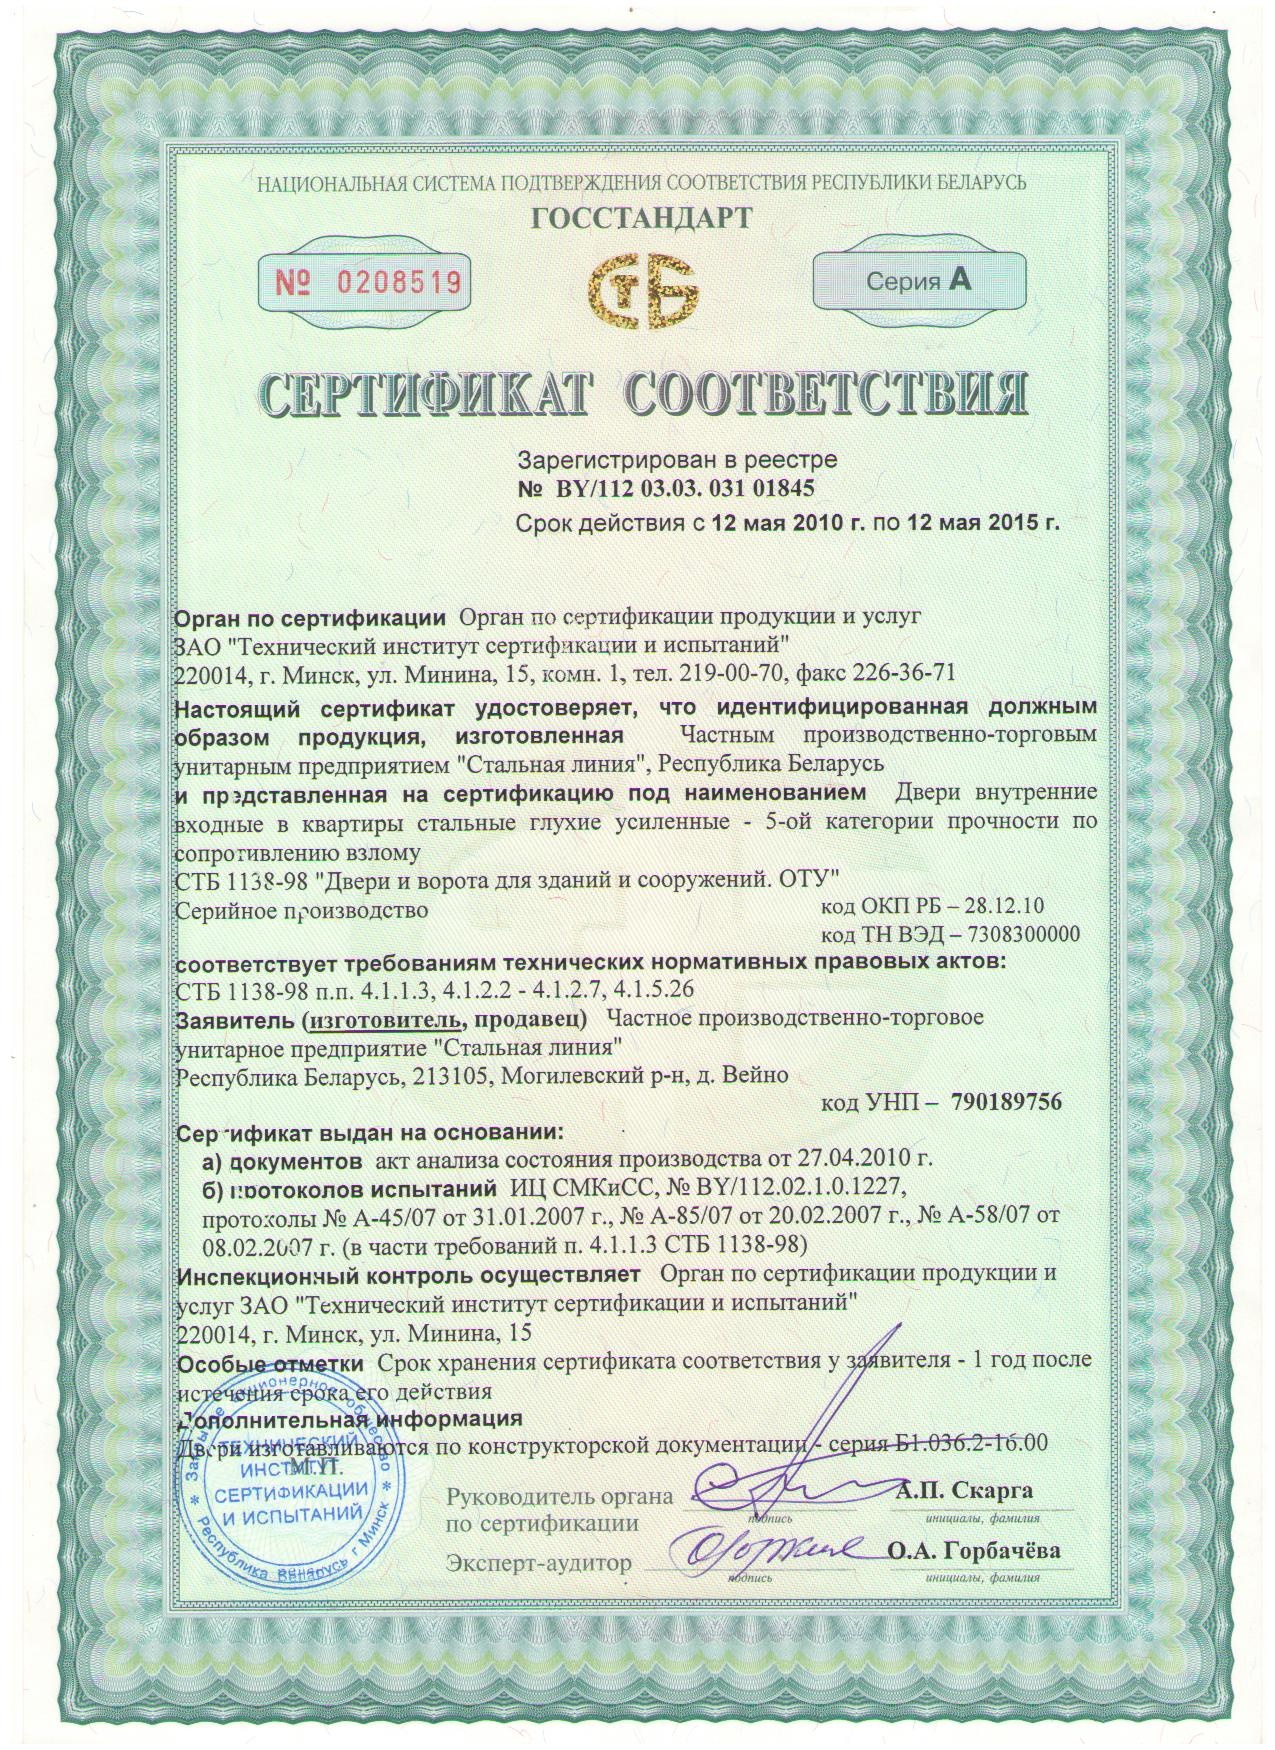 НАЦИОНАЛЬНАЯ СИСТЕМА ПОДТВЕРЖДЕНИЯ СООТВЕТСТВИЯ РЕСПУБЛИКИ БЕЛАРУСЬ
ГОССТАНДАРТ
№ 0208519
СТБ
Серия А
СЕРТИФИКАТ СООТВЕТСТВИЯ
Зарегистрирован в реестре
№ BY/112 03.03. 031 01845
Срок действия с 12 мая 2010 г. по 12 мая 2015 г.
Орган по сертификации Орган по сертификации продукции и услуг
ЗАО "Технический институт сертификации и испытаний"
220014, г. Минск, ул. Минина, 15, комн. 1, тел. 219-00-70, факс 226-36-71
Настоящий сертификат удостоверяет, что идентифицированная должным
образом продукция, изготовленная Частным производственно-торговым
унитарным предприятием "Стальная линия", Республика Беларусь
и представленная на сертификацию под наименованием Двери внутренние
входные в квартиры стальные глухие усиленные - 5-ой категории прочности по
сопротивлению взлому
СТБ 1138-98 "Двери и ворота для зданий и сооружений. ОТУ"
Серийное производство
код ОКП РБ – 28.12.10
код ТН ВЭД – 7308300000
соответствует требованиям технических нормативных правовых актов:
СТБ 1138-98 п.п. 4.1.1.3, 4.1.2.2 - 4.1.2.7, 4.1.5.26
Заявитель (изготовитель, продавец) Частное производственно-торговое
унитарное предприятие "Стальная линия"
Республика Беларусь, 213105, Могилевский р-н, д. Вейно
код УНП – 790189756
Сертификат выдан на основании:
а) документов акт анализа состояния производства от 27.04.2010 г.
б) протоколов испытаний ИЦ СМКиСС, № BY/112.02.1.0.1227,
протоколы № А-45/07 от 31.01.2007 г., № А-85/07 от 20.02.2007 г., № А-58/07 от
08.02.2007 г. (в части требований п. 4.1.1.3 СТБ 1138-98)
Инспекционный контроль осуществляет Орган по сертификации продукции и
услуг ЗАО "Технический институт сертификации и испытаний"
220014, г. Минск, ул. Минина, 15
Особые отметки Срок хранения сертификата соответствия у заявителя - 1 год после
истечения срока его действия
Дополнительная информация
Двери изготавливаются по конструкторской документации - серия Б1.036.2-16.00
М.П.
Закрытое акционерное общество
ТЕХНИЧЕСКИЙ
ИНСТИТУТ
СЕРТИФИКАЦИИ
И ИСПЫТАНИЙ
Республика Беларусь г Минск
Руководитель органа
по сертификации
подпись
А.П. Скарга
инициалы, фамилия
Эксперт-аудитор
подпись
О.А. Горбачёва
инициалы, фамилия